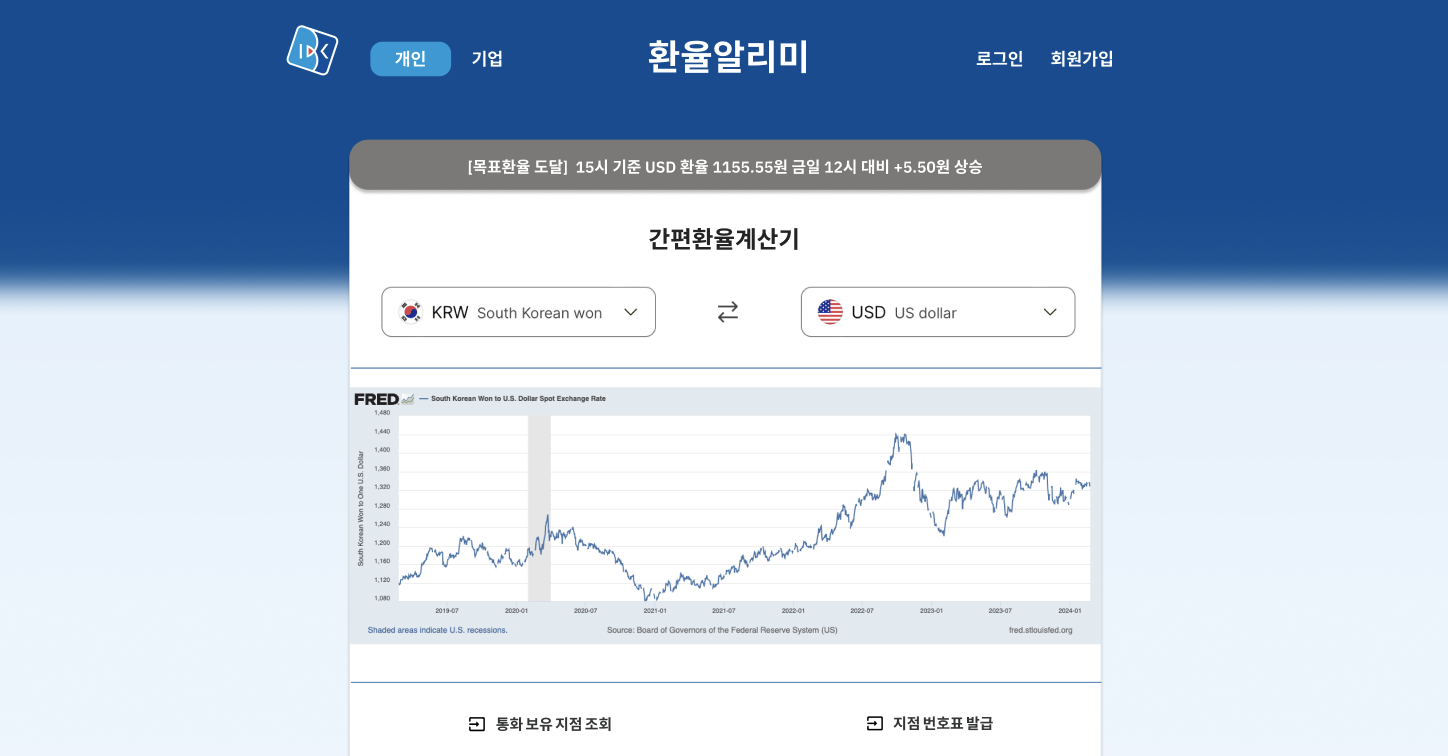 개인
기업
환율알리미
로그인
회원가입
[목표환율 도달] 15시 기준 USD 환율 1155.55원 금일 12시 대비 +5.50원 상승
간편환율계산기
KRW South Korean won
USD US dollar
FRED — South Korean Won to U.S. Dollar Spot Exchange Rate
South Korean Won to One U.S. Dollar
1,480
1,440
1,400
1,360
1,320
1,280
1,240
1,200
1,160
1,120
1,080
2019-07 2020-01 2020-07 2021-01 2021-07 2022-01 2022-07 2023-01 2023-07 2024-01
Shaded areas indicate U.S. recessions.
Source: Board of Governors of the Federal Reserve System (US)
fred.stlouisfed.org
통화 보유 지점 조회
지점 번호표 발급